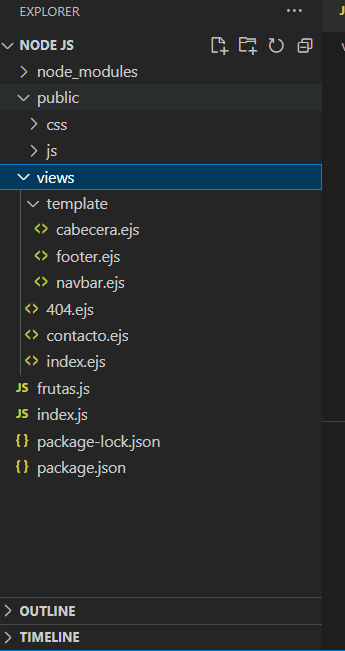 EXPLORER
NODE JS
node_modules
public
css
js
views
template
cabecera.ejs
footer.ejs
navbar.ejs
404.ejs
contacto.ejs
index.ejs
JS frutas.js
JS index.js
{} package-lock.json
{} package.json
OUTLINE
TIMELINE